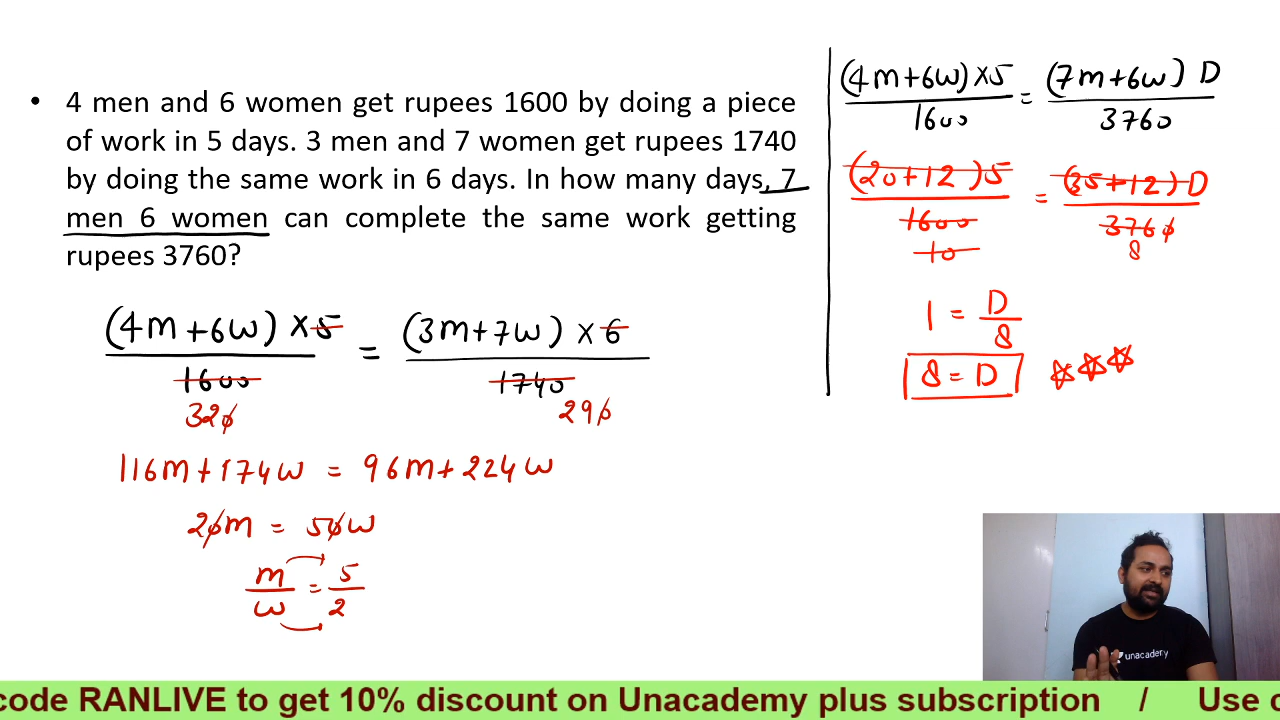 • 4 men and 6 women get rupees 1600 by doing a piece
of work in 5 days. 3 men and 7 women get rupees 1740
by doing the same work in 6 days. In how many days, 7
men 6 women can complete the same work getting
rupees 3760?
(4m+6w) × 5 = (3m+7w) × 6
1600 1740
320 290
116m+174w = 96m+224w
20m = 50w
m = 5
w 2
(4m+6w)×5 = (7m+6w) D
1600 3760
(20+12)5 = (35+12)D
1600 3760
10 8
1 = D
8
8 = D
unacademy
code RANLIVE to get 10% discount on Unacademy plus subscription / Use c